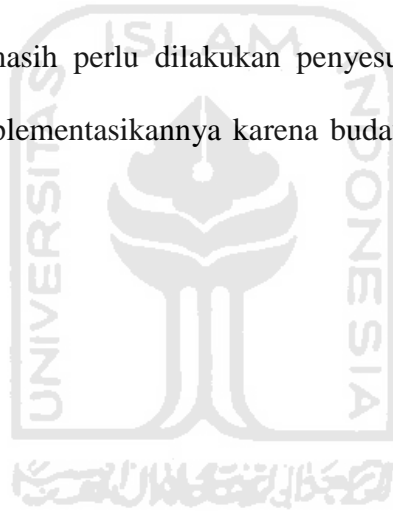 ISLAM
masih perlu dilakukan penyesu
plementasikannya karena buda
UNIVERSITAS
INDONESIA